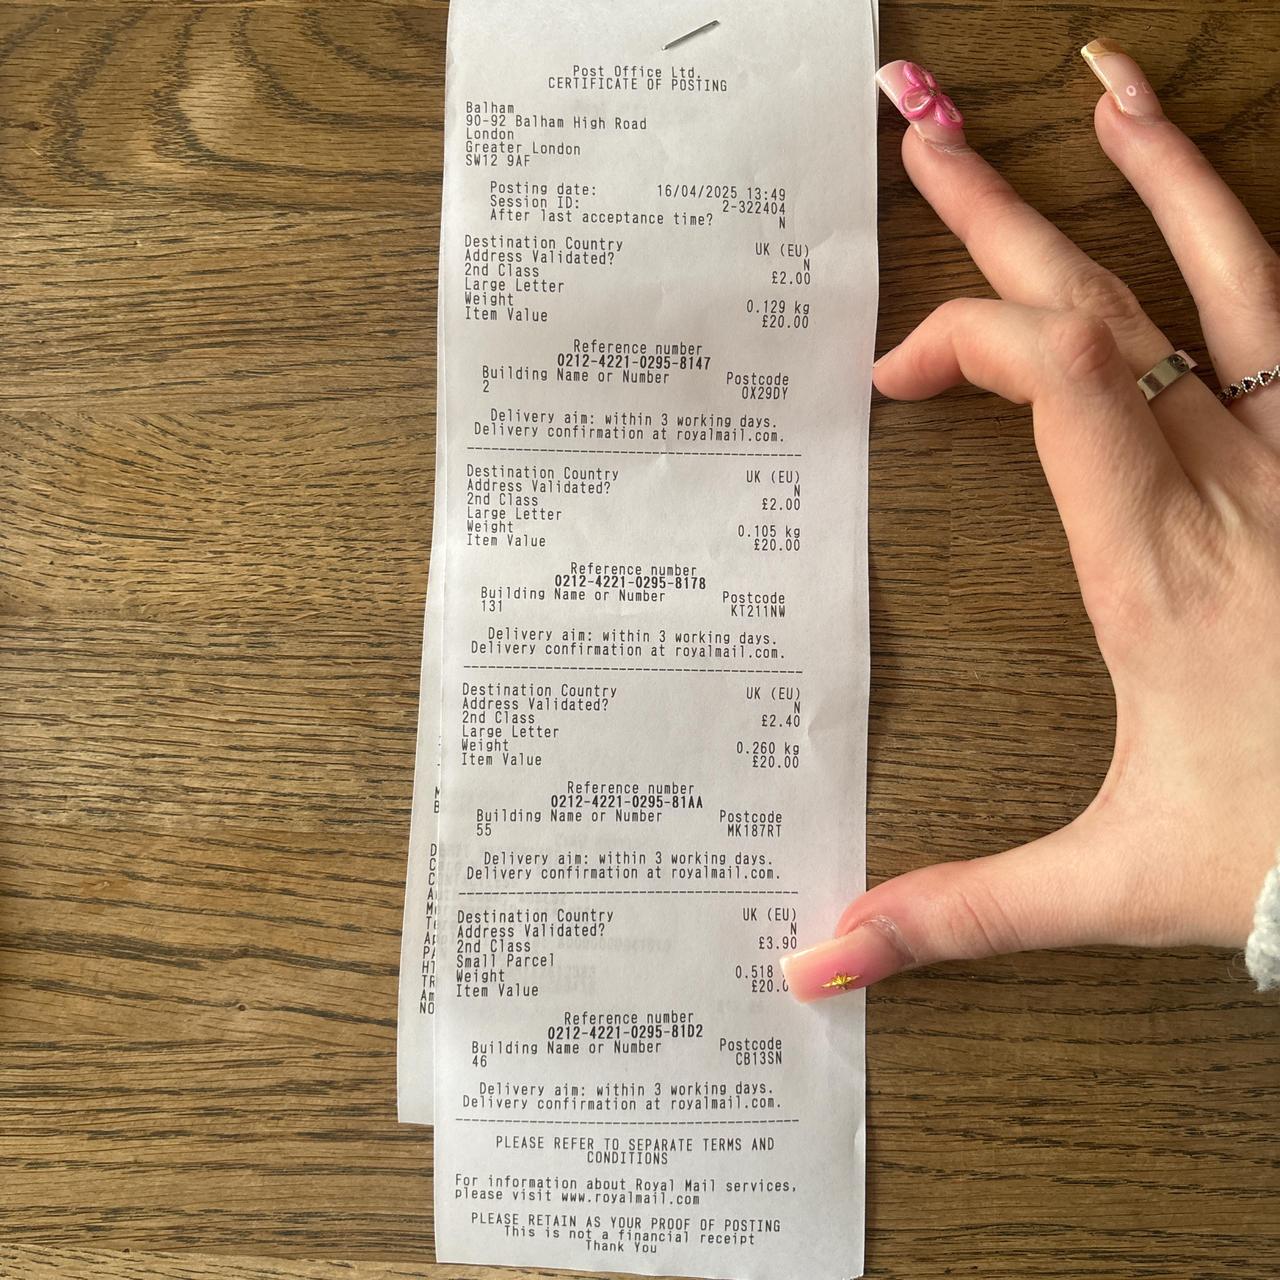 Post Office Ltd.
CERTIFICATE OF POSTING
Balham
90-92 Balham High Road
London
Greater London
SW12 9AF
Posting date: 16/04/2025 13:49
Session ID: 2-322404
After last acceptance time? N
Destination Country UK (EU)
Address Validated? N
2nd Class £2.00
Large Letter
Weight 0.129 kg
Item Value £20.00
Reference number
0212-4221-0295-8147
Building Name or Number Postcode
2 OX29DY
Delivery aim: within 3 working days.
Delivery confirmation at royalmail.com.
Destination Country UK (EU)
Address Validated? N
2nd Class £2.00
Large Letter
Weight 0.105 kg
Item Value £20.00
Reference number
0212-4221-0295-8178
Building Name or Number Postcode
131 KT211NW
Delivery aim: within 3 working days.
Delivery confirmation at royalmail.com.
Destination Country UK (EU)
Address Validated? N
2nd Class £2.40
Large Letter
Weight 0.260 kg
Item Value £20.00
Reference number
0212-4221-0295-81AA
Building Name or Number Postcode
55 MK187RT
Delivery aim: within 3 working days.
Delivery confirmation at royalmail.com.
Destination Country UK (EU)
Address Validated? N
2nd Class £3.90
Small Parcel
Weight 0.518
Item Value £20.0
Reference number
0212-4221-0295-81D2
Building Name or Number Postcode
46 CB13SN
Delivery aim: within 3 working days.
Delivery confirmation at royalmail.com.
PLEASE REFER TO SEPARATE TERMS AND
CONDITIONS
For information about Royal Mail services,
please visit www.royalmail.com
PLEASE RETAIN AS YOUR PROOF OF POSTING
This is not a financial receipt
Thank You